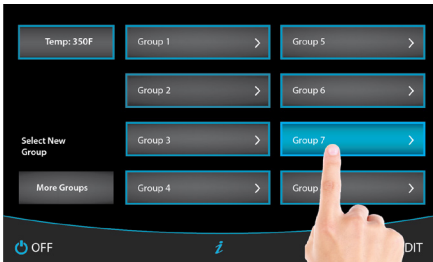 Temp: 350F
Group 1
Group 5
Group 2
Group 6
Select New
Group
Group 3
Group 7
More Groups
Group 4
Group
OFF
i
DIT